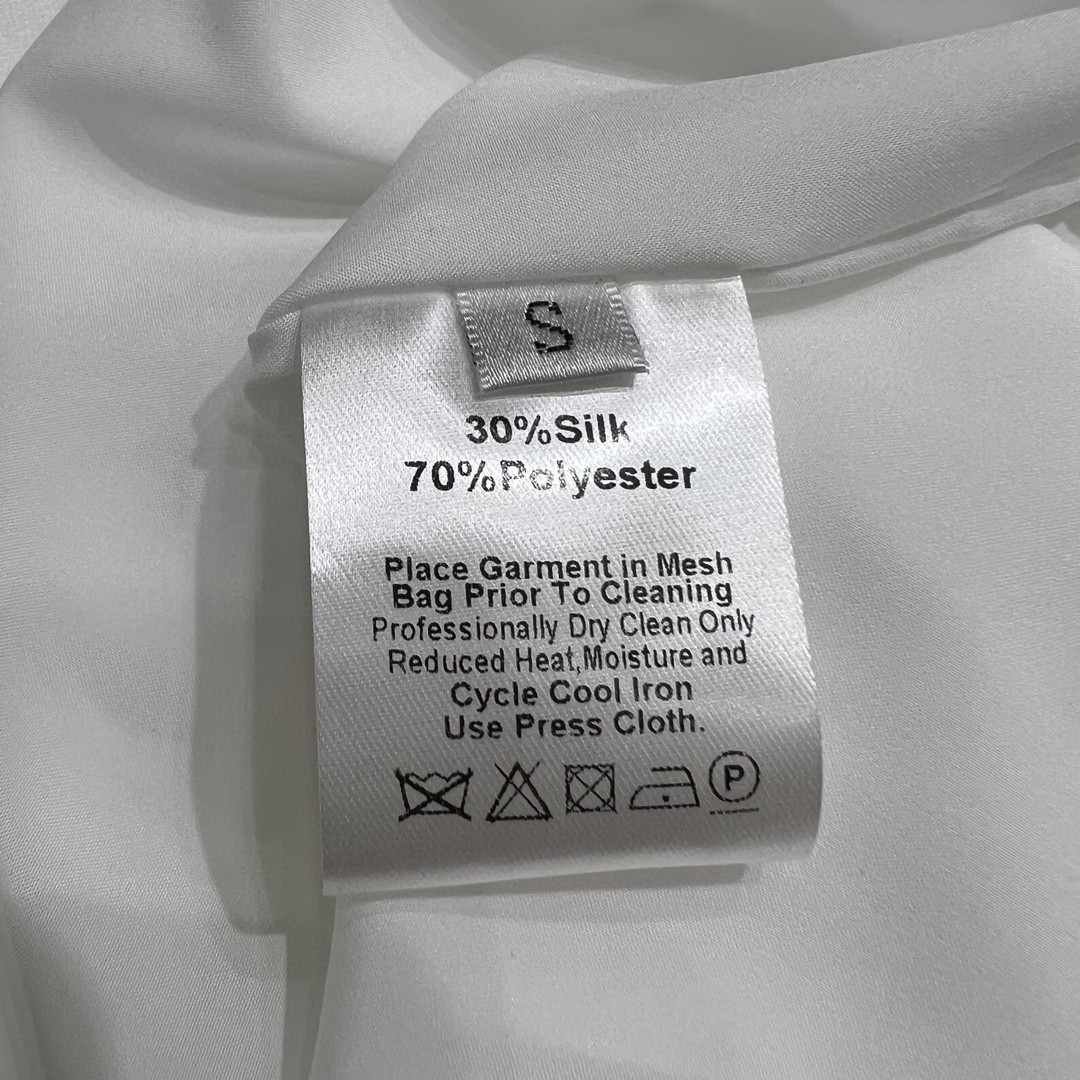 S
30%Silk
70%Polyester
Place Garment in Mesh
Bag Prior To Cleaning
Professionally Dry Clean Only
Reduced Heat,Moisture and
Cycle Cool Iron
Use Press Cloth.
P